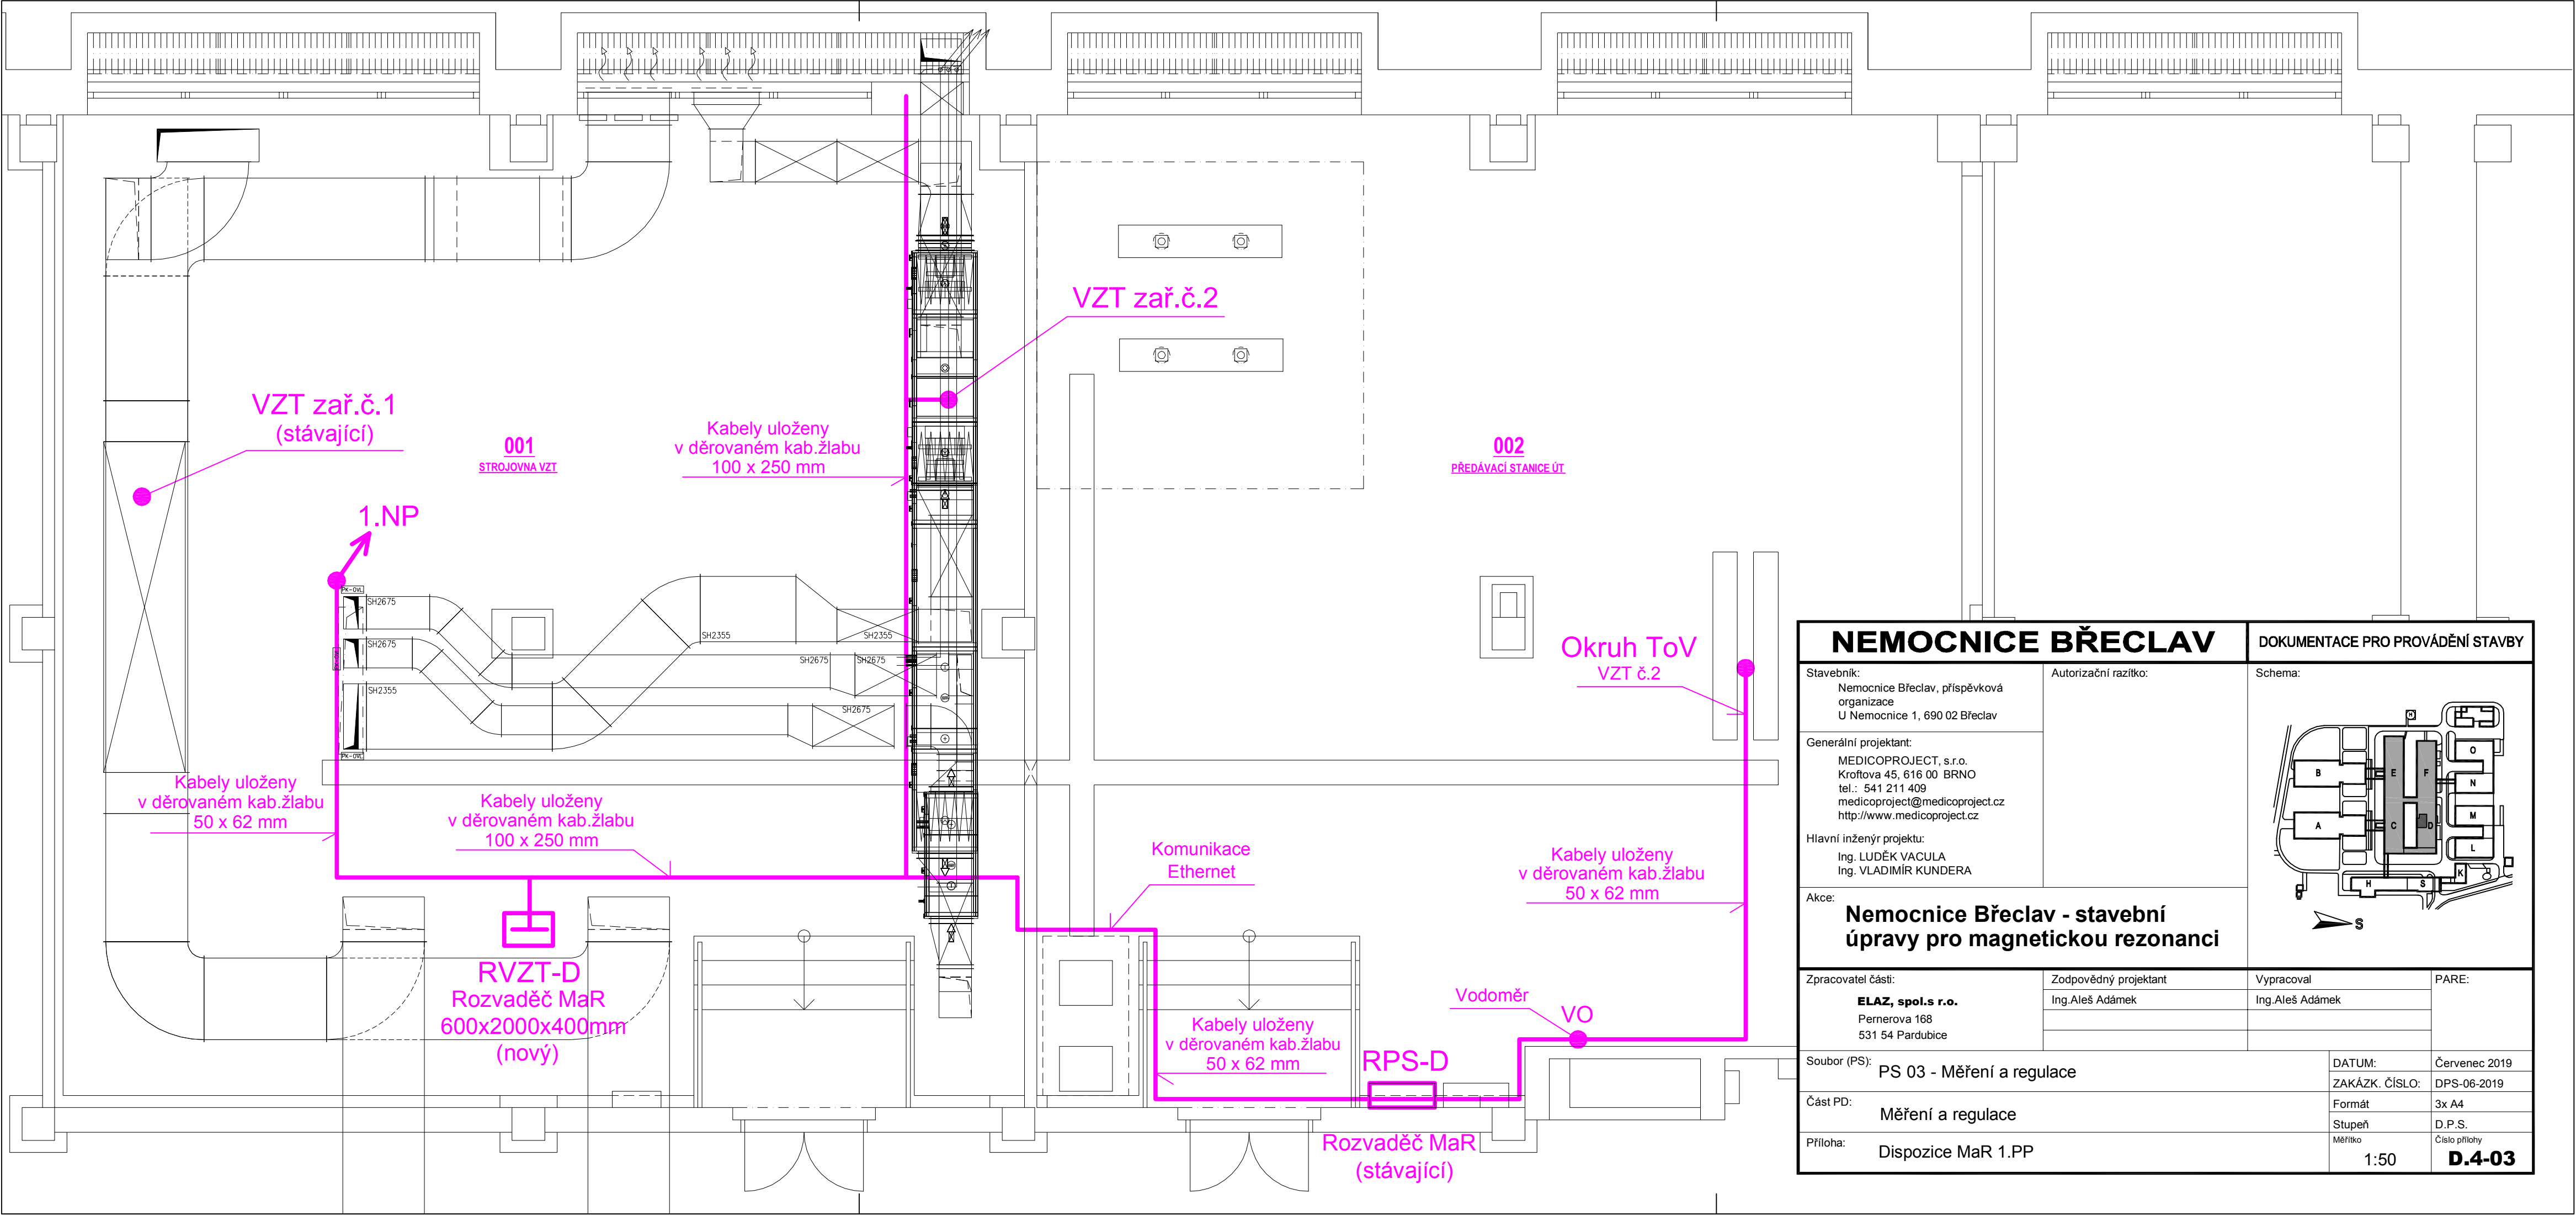 VZT zař.č.2
VZT zař.č.1
(stávající)
001
STROJOVNA VZT
Kabely uloženy
v děrovaném kab.žlabu
100 x 250 mm
002
PŘEDÁVACÍ STANICE ÚT
1.NP
PK-OVL
SH2675
SH2675
SH2355
PK-OVL
PK-OVL
SH2355
SH2355
SH2675
SH2675
SH2675
Okruh ToV
VZT č.2
Kabely uloženy
v děrovaném kab.žlabu
50 x 62 mm
Kabely uloženy
v děrovaném kab.žlabu
100 x 250 mm
Komunikace
Ethernet
Kabely uloženy
v děrovaném kab.žlabu
50 x 62 mm
RVZT-D
Rozvaděč MaR
600x2000x400mm
(nový)
Vodoměr
VO
Kabely uloženy
v děrovaném kab.žlabu
50 x 62 mm
RPS-D
Rozvaděč MaR
(stávající)
NEMOCNICE BŘECLAV
DOKUMENTACE PRO PROVÁDĚNÍ STAVBY
Stavebník:
Nemocnice Břeclav, příspěvková
organizace
U Nemocnice 1, 690 02 Břeclav
Autorizační razítko:
Schema:
H
O
B
E
F
N
A
C
D
M
L
K
H
S
S
Generální projektant:
MEDICOPROJECT, s.r.o.
Kroftova 45, 616 00 BRNO
tel.: 541 211 409
medicoproject@medicoproject.cz
http://www.medicoproject.cz
Hlavní inženýr projektu:
Ing. LUDĚK VACULA
Ing. VLADIMÍR KUNDERA
Akce:
Nemocnice Břeclav - stavební
úpravy pro magnetickou rezonanci
Zpracovatel části:
ELAZ, spol.s r.o.
Pernerova 168
531 54 Pardubice
Zodpovědný projektant
Ing.Aleš Adámek
Vypracoval
Ing.Aleš Adámek
PARE:
Soubor (PS):
PS 03 - Měření a regulace
DATUM:
Červenec 2019
ZAKÁZK. ČÍSLO:
DPS-06-2019
Část PD:
Měření a regulace
Formát
3x A4
Stupeň
D.P.S.
Příloha:
Dispozice MaR 1.PP
Měřítko
1:50
Číslo přílohy
D.4-03